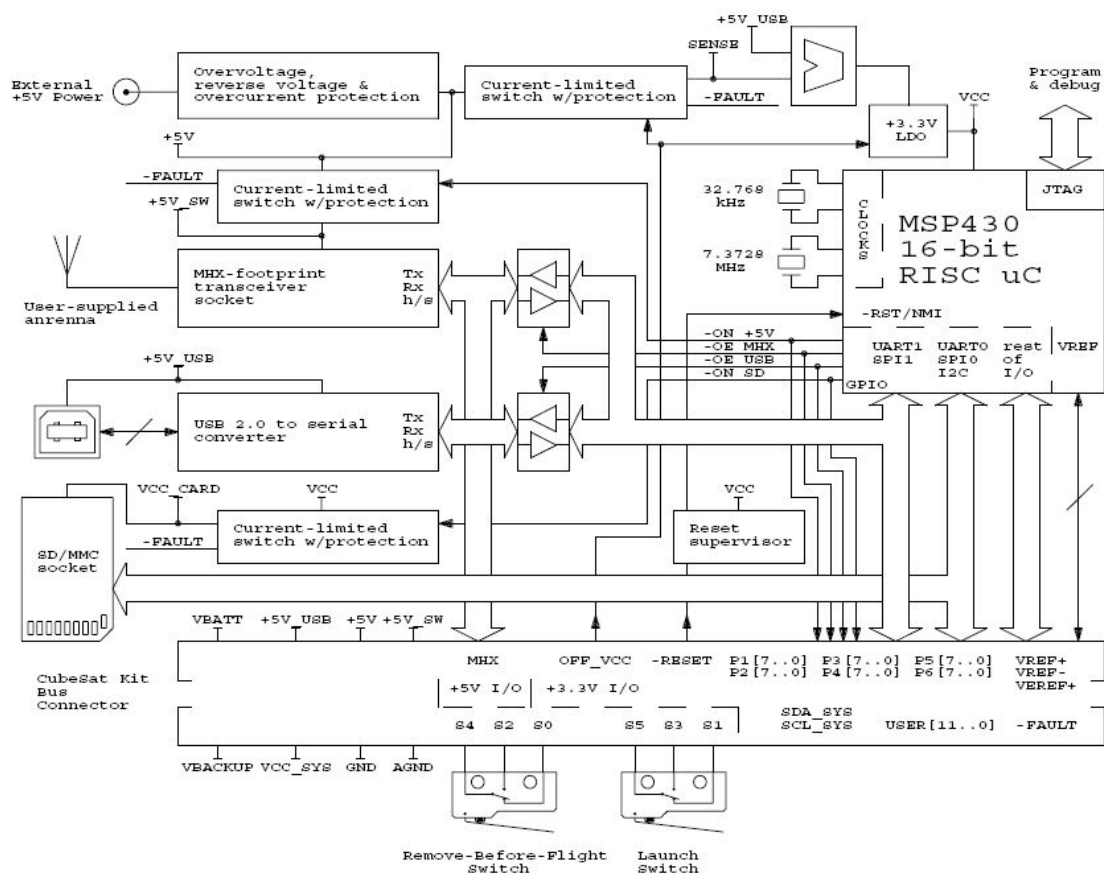 +5V_USB
SENSE
External
+5V Power
Overvoltage,
reverse voltage &
overcurrent protection
Current-limited
switch w/protection
-FAULT
Program
& debug
VCC
+3.3V
LDO
+5V
-FAULT
+5V_SW
Current-limited
switch w/protection
32.768
kHz
7.3728
MHz
CLOCKS
JTAG
MSP430
16-bit
RISC uC
User-supplied
anrenna
MHX-footprint
transceiver
socket
Tx
Rx
h/s
-RST/NMI
-ON +5V
-OE MHX
-OE USB
-ON SD
UART1
SPI1
UART0
SPI0
I2C
rest
of
I/O
VREF
GPIO
+5V_USB
USB 2.0 to serial
converter
Tx
Rx
h/s
VCC_CARD
VCC
-FAULT
Current-limited
switch w/protection
VCC
Reset
supervisor
SD/MMC
socket
VBATT
+5V_USB
+5V
+5V_SW
CubeSat Kit
Bus
Connector
MHX
OFF_VCC
-RESET
P1[7..0]
P2[7..0]
P3[7..0]
P4[7..0]
P5[7..0]
P6[7..0]
VREF+
VREF-
VEREF+
+5V I/O
+3.3V I/O
S4
S2
S0
S5
S3
S1
SDA_SYS
SCL_SYS
USER[11..0]
-FAULT
VBACKUP
VCC_SYS
GND
AGND
Remove-Before-Flight
Switch
Launch
Switch